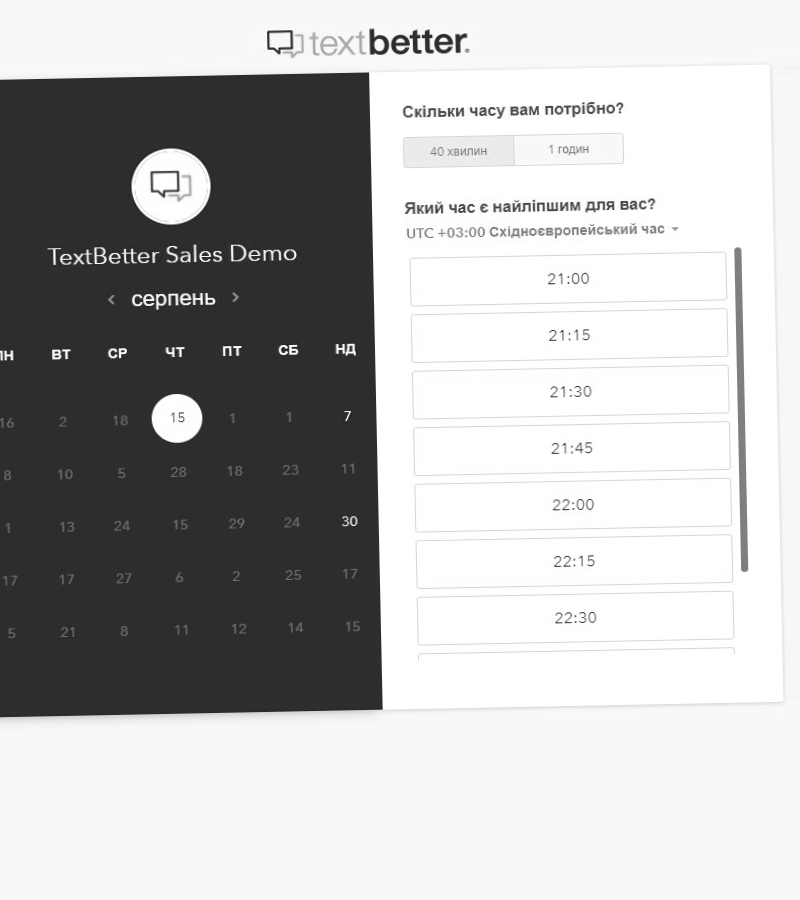 textbetter.
TextBetter Sales Demo
‹ серпень ›
ВТ СР ЧТ ПТ СБ НД
16 2 18 15 1 1 7
8 10 5 28 18 23 11
1 13 24 15 29 24 30
17 17 27 6 2 25 17
5 21 8 11 12 14 15
Скільки часу вам потрібно?
40 хвилин 1 годин
Який час є найліпшим для вас?
UTC +03:00 Східноєвропейський час
21:00
21:15
21:30
21:45
22:00
22:15
22:30